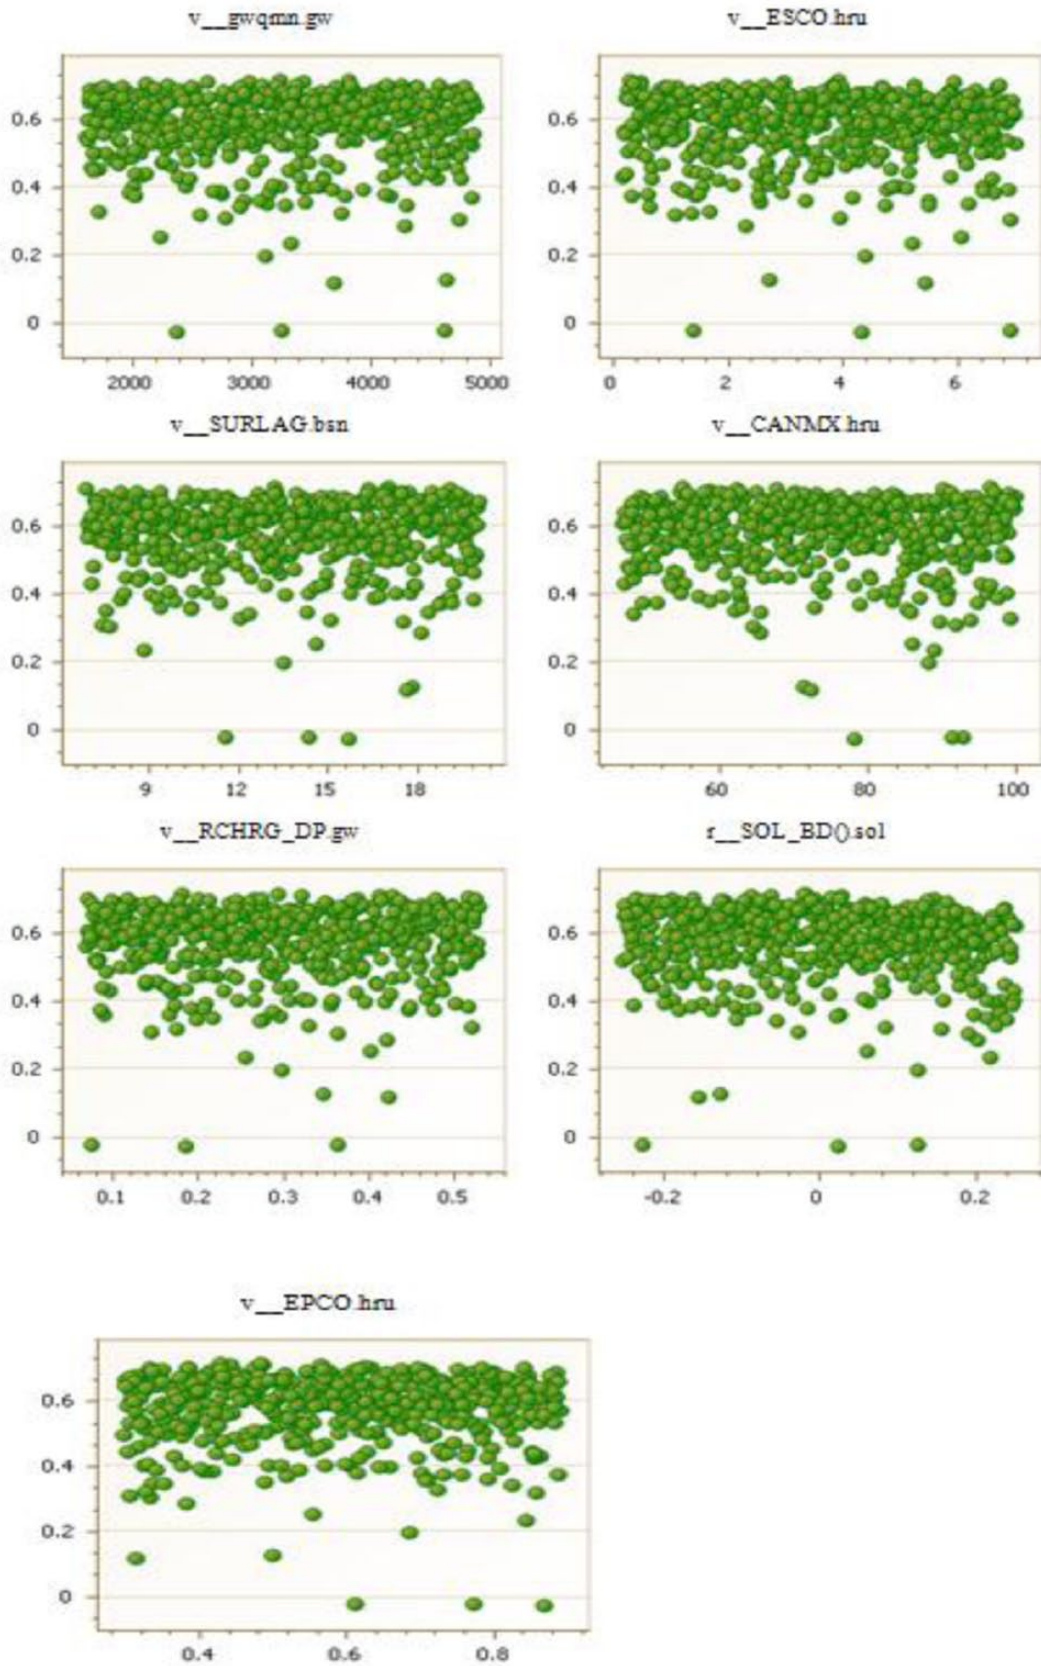 v__gwqmn.gw v__ESCO.hru
0.6 0.6
0.4 0.4
0.2 0.2
0 0
2000 3000 4000 5000 0 2 4 6
v__SURLAG.bsn v__CANMX.hru
0.6 0.6
0.4 0.4
0.2 0.2
0 0
9 12 15 18 60 80 100
v__RCHRG_DP.gw r__SOL_BD().sol
0.6 0.6
0.4 0.4
0.2 0.2
0 0
0.1 0.2 0.3 0.4 0.5 -0.2 0 0.2
v__EPCO.hru
0.6
0.4
0.2
0
0.4 0.6 0.8